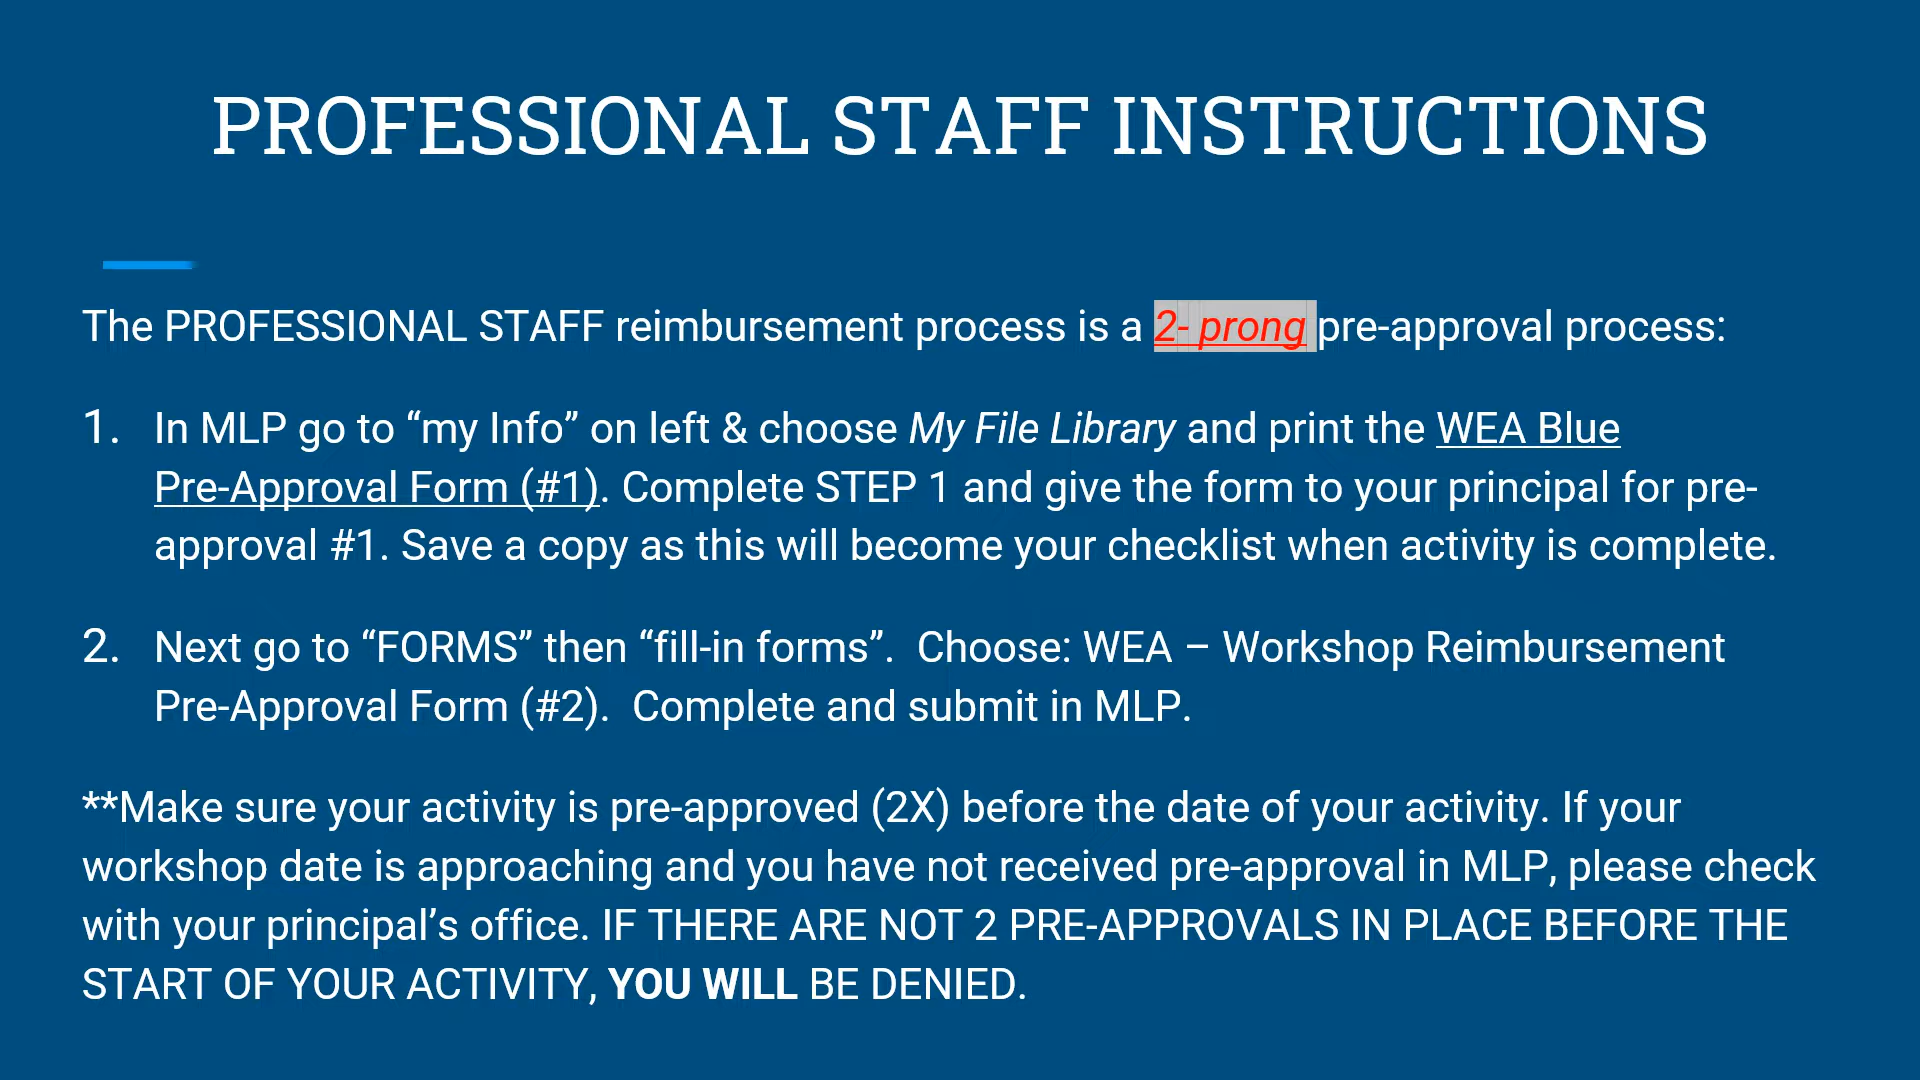 PROFESSIONAL STAFF INSTRUCTIONS
The PROFESSIONAL STAFF reimbursement process is a 2- prong pre-approval process:
1. In MLP go to “my Info” on left & choose My File Library and print the WEA Blue
Pre-Approval Form (#1). Complete STEP 1 and give the form to your principal for pre-
approval #1. Save a copy as this will become your checklist when activity is complete.
2. Next go to “FORMS” then “fill-in forms”.  Choose: WEA – Workshop Reimbursement
Pre-Approval Form (#2).  Complete and submit in MLP.
**Make sure your activity is pre-approved (2X) before the date of your activity. If your
workshop date is approaching and you have not received pre-approval in MLP, please check
with your principal’s office. IF THERE ARE NOT 2 PRE-APPROVALS IN PLACE BEFORE THE
START OF YOUR ACTIVITY, YOU WILL BE DENIED.